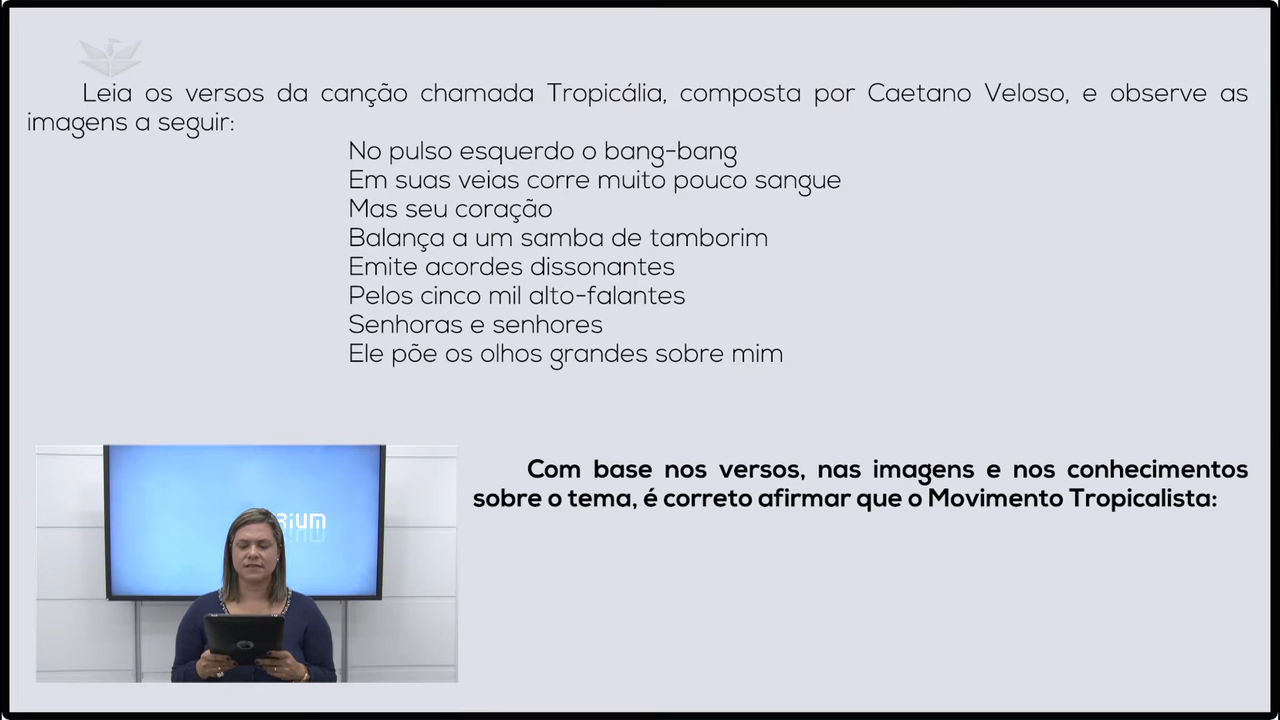 Leia os versos da canção chamada Tropicália, composta por Caetano Veloso, e observe as
imagens a seguir:
No pulso esquerdo o bang-bang
Em suas veias corre muito pouco sangue
Mas seu coração
Balança a um samba de tamborim
Emite acordes dissonantes
Pelos cinco mil alto-falantes
Senhoras e senhores
Ele põe os olhos grandes sobre mim
Com base nos versos, nas imagens e nos conhecimentos
sobre o tema, é correto afirmar que o Movimento Tropicalista: